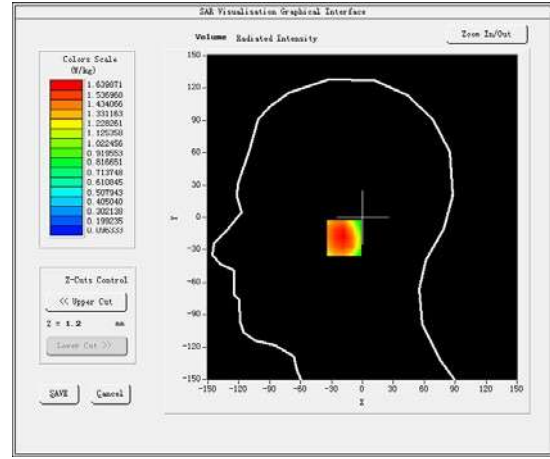 SAR Visualisation Graphical Interface
Volume Radiated Intensity
Zoom In/Out
Colors Scale
(W/kg)
1.639871
1.536968
1.434066
1.331163
1.228261
1.125358
1.022456
0.919553
0.816651
0.713748
0.610845
0.507943
0.405040
0.302138
0.199235
0.096333
Z-Cuts Control
<< Upper Cut
Z = 1.2 mm
Lower Cut >>
SAVE Cancel
150
120
90
60
30
0
-30
-60
-90
-120
-150
Y
-150 -120 -90 -60 -30 0 30 60 90 120 150
X